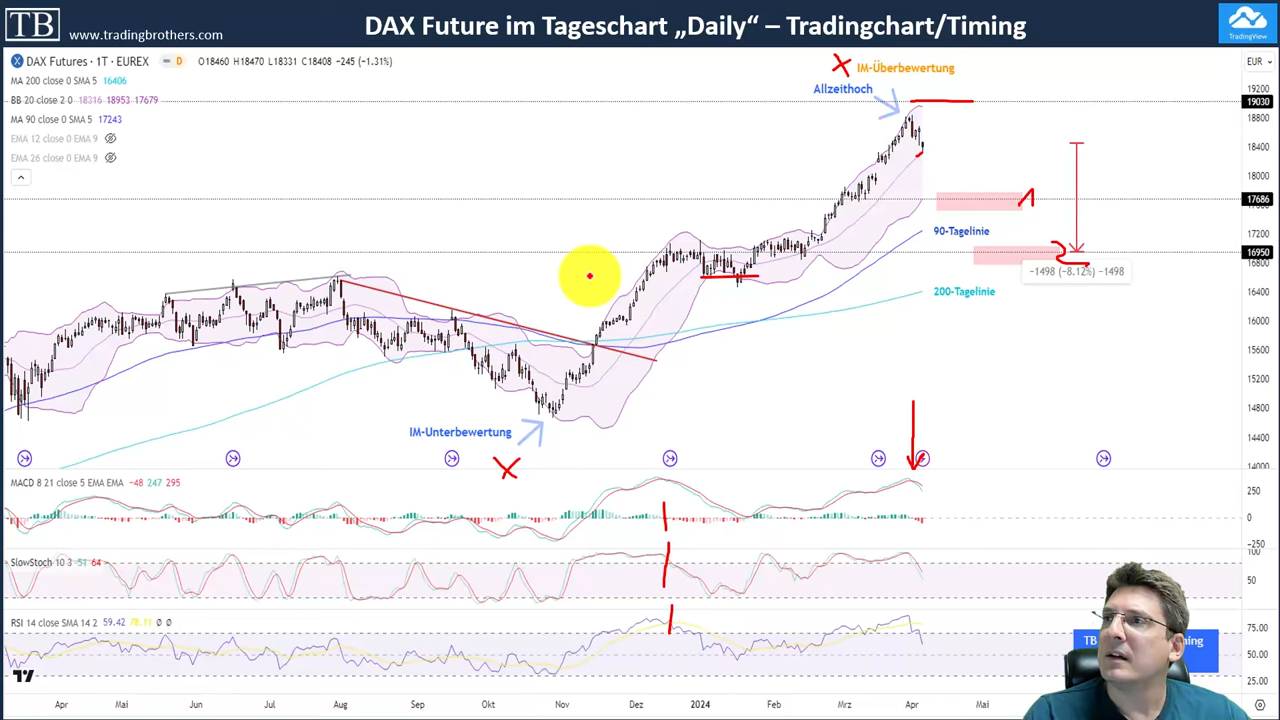 TB www.tradingbrothers.com
DAX Future im Tageschart „Daily“ – Tradingchart/Timing
TradingView
DAX Futures · 1T · EUREX D O18460 H18470 L18331 C18408 −245 (−1.31%)
MA 200 close 0 SMA 5 16406
BB 20 close 2 0 18316 18953 17679
MA 90 close 0 SMA 5 17243
EMA 12 close 0 EMA 9
EMA 26 close 0 EMA 9
X IM-Überbewertung
Allzeithoch
EUR
19200
19030
18800
18400
18000
17686
17200
16950
16800
16400
16000
15600
15200
14800
14400
14000
1
2
90-Tagelinie
−1498 (−8.12%) −1498
200-Tagelinie
IM-Unterbewertung
X
MACD 8 21 close 5 EMA EMA −48 247 295
250
0
−250
SlowStoch 10 3 51 64
100
50
RSI 14 close SMA 14 2 59.42 78.11 Ø Ø
75.00
50.00
25.00
TB
Apr Mai Jun Jul Aug Sep Okt Nov Dez 2024 Feb Mrz Apr Mai